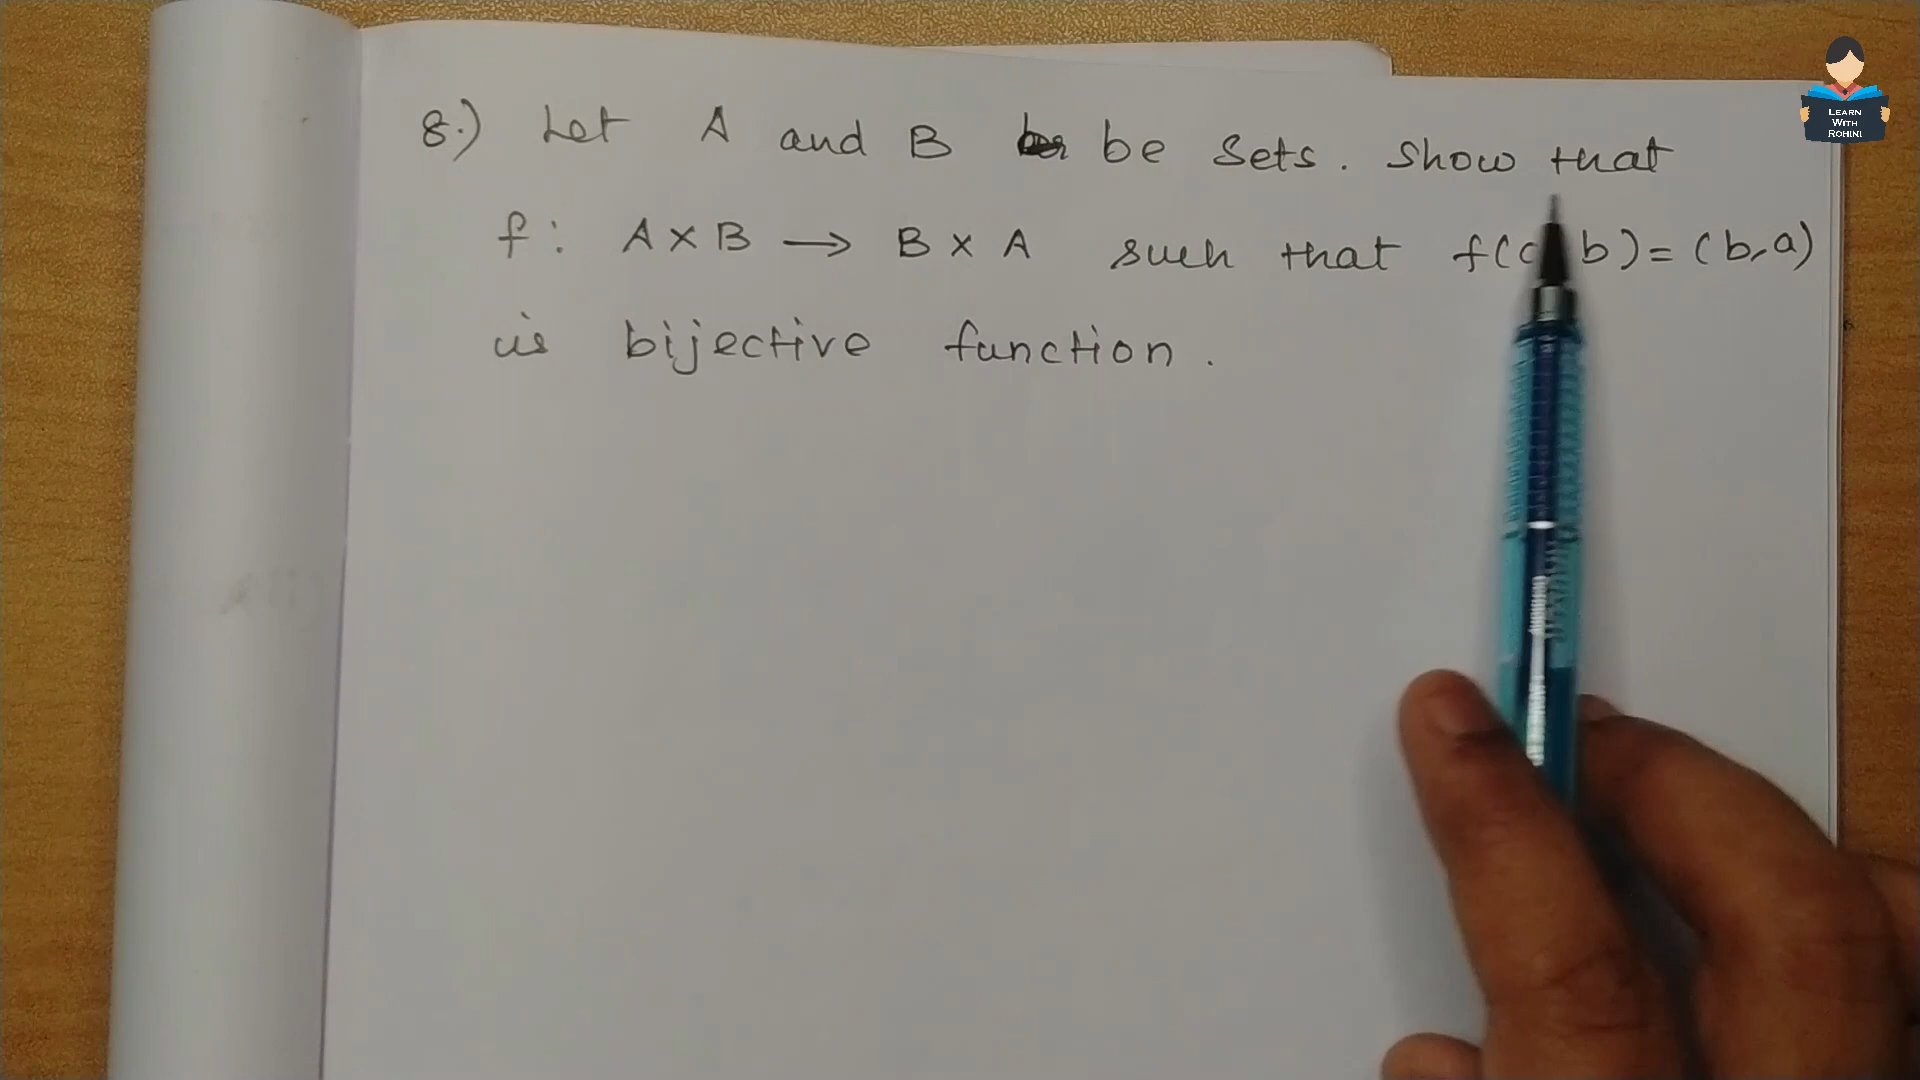 8.) Let A and B be sets. Show that
f: A × B → B × A such that f( b) = (b, a)
is bijective function.
LEARN
WITH
ROHINI